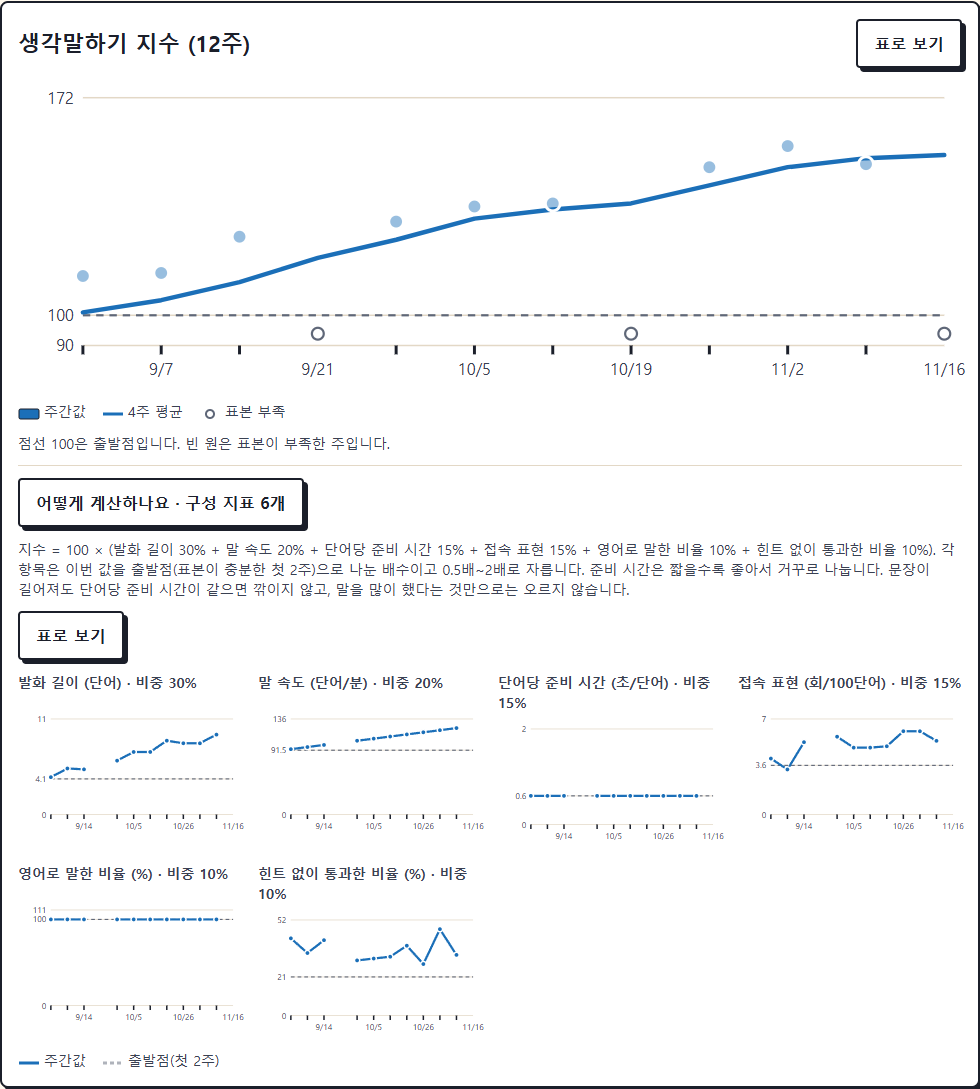 생각말하기 지수 (12주)
표로 보기
172
100
90
9/7
9/21
10/5
10/19
11/2
11/16
주간값
4주 평균
표본 부족
점선 100은 출발점입니다. 빈 원은 표본이 부족한 주입니다.
어떻게 계산하나요 · 구성 지표 6개
지수 = 100 × (발화 길이 30% + 말 속도 20% + 단어당 준비 시간 15% + 접속 표현 15% + 영어로 말한 비율 10% + 힌트 없이 통과한 비율 10%). 각
항목은 이번 값을 출발점(표본이 충분한 첫 2주)으로 나눈 배수이고 0.5배~2배로 자릅니다. 준비 시간은 짧을수록 좋아서 거꾸로 나눕니다. 문장이
길어져도 단어당 준비 시간이 같으면 깎이지 않고, 말을 많이 했다는 것만으로는 오르지 않습니다.
표로 보기
발화 길이 (단어) · 비중 30%
11
4.1
0
9/14
10/5
10/26
11/16
말 속도 (단어/분) · 비중 20%
136
91.5
0
9/14
10/5
10/26
11/16
단어당 준비 시간 (초/단어) · 비중
15%
2
0.6
0
9/14
10/5
10/26
11/16
접속 표현 (회/100단어) · 비중 15%
7
3.6
0
9/14
10/5
10/26
11/16
영어로 말한 비율 (%) · 비중 10%
111
100
0
9/14
10/5
10/26
11/16
힌트 없이 통과한 비율 (%) · 비중
10%
52
21
0
9/14
10/5
10/26
11/16
주간값
출발점(첫 2주)